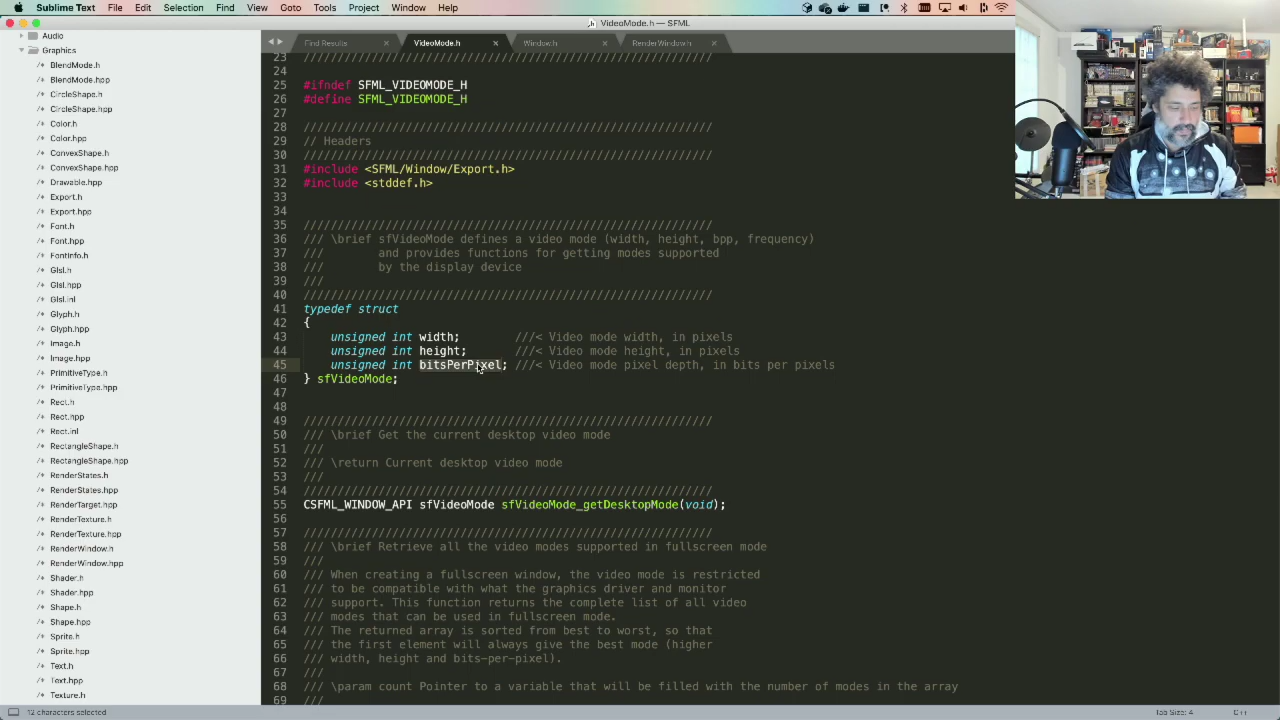 Sublime Text File Edit Selection Find View Goto Tools Project Window Help
VideoMode.h — SFML
Find Results × VideoMode.h × Window.h × RenderWindow.h ×
Audio
Graphics
/* BlendMode.h
/* BlendMode.hpp
/* CircleShape.h
/* CircleShape.hpp
/* Color.h
/* Color.hpp
/* ConvexShape.h
/* ConvexShape.hpp
/* Drawable.hpp
/* Export.h
/* Export.hpp
/* Font.h
/* Font.hpp
/* FontInfo.h
/* Glsl.h
/* Glsl.hpp
/* Glsl.inl
/* Glyph.h
/* Glyph.hpp
/* Image.h
/* Image.hpp
/* PrimitiveType.h
/* PrimitiveType.hpp
/* Rect.h
/* Rect.hpp
/* Rect.inl
/* RectangleShape.h
/* RectangleShape.hpp
/* RenderStates.h
/* RenderStates.hpp
/* RenderTarget.hpp
/* RenderTexture.h
/* RenderTexture.hpp
/* RenderWindow.h
/* RenderWindow.hpp
/* Shader.h
/* Shader.hpp
/* Shape.h
/* Shape.hpp
/* Sprite.h
/* Sprite.hpp
/* Text.h
/* Text.hpp
/* Texture.h
23 ////////////////////////////////////////////////////////////
24
25 #ifndef SFML_VIDEOMODE_H
26 #define SFML_VIDEOMODE_H
27
28 ////////////////////////////////////////////////////////////
29 // Headers
30 ////////////////////////////////////////////////////////////
31 #include <SFML/Window/Export.h>
32 #include <stddef.h>
33
34
35 ////////////////////////////////////////////////////////////
36 /// \brief sfVideoMode defines a video mode (width, height, bpp, frequency)
37 /// and provides functions for getting modes supported
38 /// by the display device
39 ///
40 ////////////////////////////////////////////////////////////
41 typedef struct
42 {
43 unsigned int width; ///< Video mode width, in pixels
44 unsigned int height; ///< Video mode height, in pixels
45 unsigned int bitsPerPixel; ///< Video mode pixel depth, in bits per pixels
46 } sfVideoMode;
47
48
49 ////////////////////////////////////////////////////////////
50 /// \brief Get the current desktop video mode
51 ///
52 /// \return Current desktop video mode
53 ///
54 ////////////////////////////////////////////////////////////
55 CSFML_WINDOW_API sfVideoMode sfVideoMode_getDesktopMode(void);
56
57 ////////////////////////////////////////////////////////////
58 /// \brief Retrieve all the video modes supported in fullscreen mode
59 ///
60 /// When creating a fullscreen window, the video mode is restricted
61 /// to be compatible with what the graphics driver and monitor
62 /// support. This function returns the complete list of all video
63 /// modes that can be used in fullscreen mode.
64 /// The returned array is sorted from best to worst, so that
65 /// the first element will always give the best mode (higher
66 /// width, height and bits-per-pixel).
67 ///
68 /// \param count Pointer to a variable that will be filled with the number of modes in the array
69 ///
12 characters selected
Tab Size: 4 C++